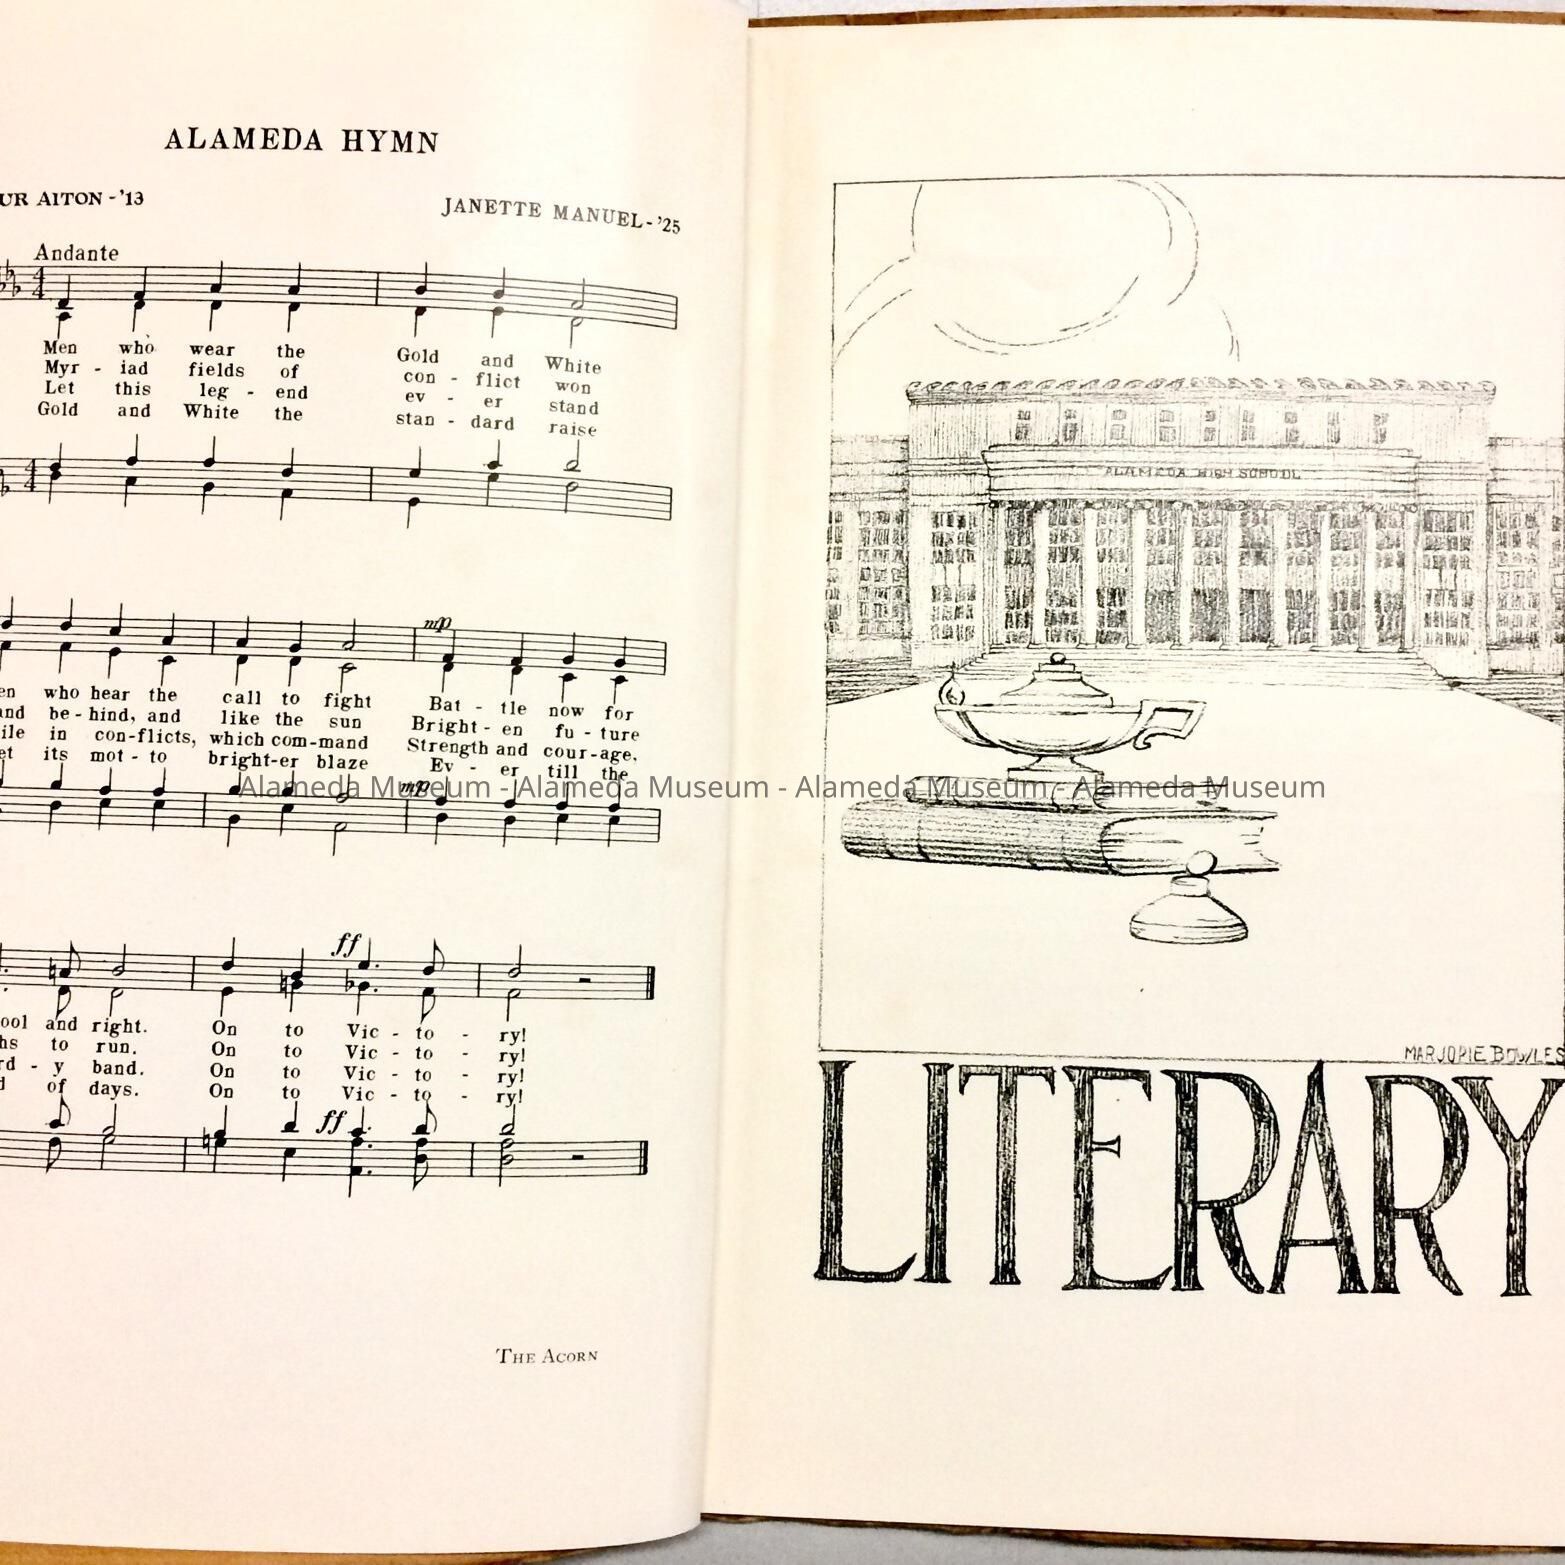 ALAMEDA HYMN
UR AITON - '13
JANETTE MANUEL - '25
Andante
Men who wear the Gold and White
Myr - iad fields of con - flict won
Let this leg - end ev - er stand
Gold and White the stan - dard raise
mp
en who hear the call to fight Bat - tle now for
and be - hind, and like the sun Bright - en fu - ture
ile in con-flicts, which com-mand Strength and cour-age,
et its mot - to bright-er blaze Ev - er till the
mp
ff
ool and right. On to Vic - to - ry!
hs to run. On to Vic - to - ry!
rd - y band. On to Vic - to - ry!
d of days. On to Vic - to - ry!
ff
THE ACORN
ALAMEDA HIGH SCHOOL
MARJORIE BOWLES
LITERARY
Alameda Museum - Alameda Museum - Alameda Museum - Alameda Museum